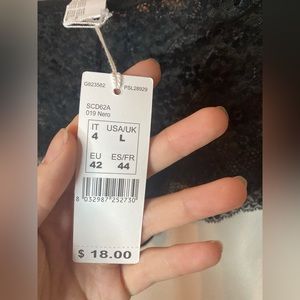 G823582 PSL28929
SCD62A
019 Nero
IT USA/UK
4 L
EU ES/FR
42 44
8 032987 252730
$ 18.00